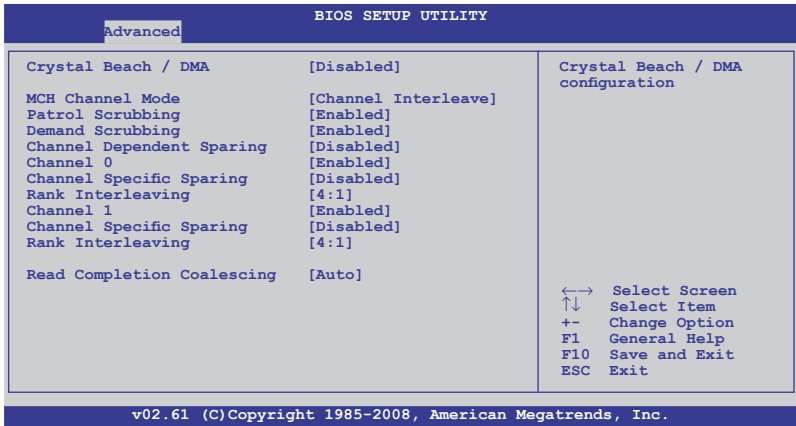 BIOS SETUP UTILITY
Advanced
Crystal Beach / DMA [Disabled]
MCH Channel Mode [Channel Interleave]
Patrol Scrubbing [Enabled]
Demand Scrubbing [Enabled]
Channel Dependent Sparing [Disabled]
Channel 0 [Enabled]
Channel Specific Sparing [Disabled]
Rank Interleaving [4:1]
Channel 1 [Enabled]
Channel Specific Sparing [Disabled]
Rank Interleaving [4:1]
Read Completion Coalescing [Auto]
Crystal Beach / DMA
configuration
←→ Select Screen
↑↓ Select Item
+- Change Option
F1 General Help
F10 Save and Exit
ESC Exit
v02.61 (C)Copyright 1985-2008, American Megatrends, Inc.